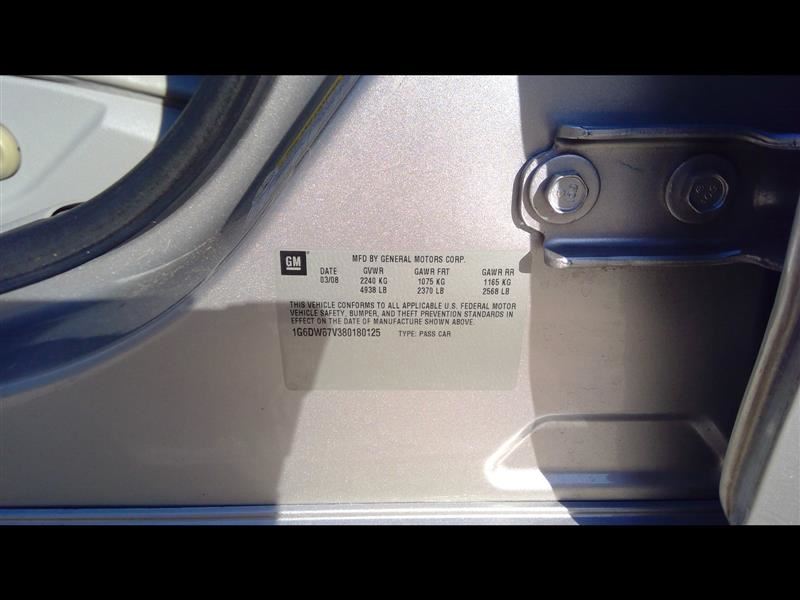 GM
MFD BY GENERAL MOTORS CORP.
DATE GVWR GAWR FRT GAWR RR
03/08 2240 KG 1075 KG 1165 KG
4938 LB 2370 LB 2568 LB
THIS VEHICLE CONFORMS TO ALL APPLICABLE U.S. FEDERAL MOTOR
VEHICLE SAFETY, BUMPER, AND THEFT PREVENTION STANDARDS IN
EFFECT ON THE DATE OF MANUFACTURE SHOWN ABOVE.
1G6DW67V380180125 TYPE: PASS CAR